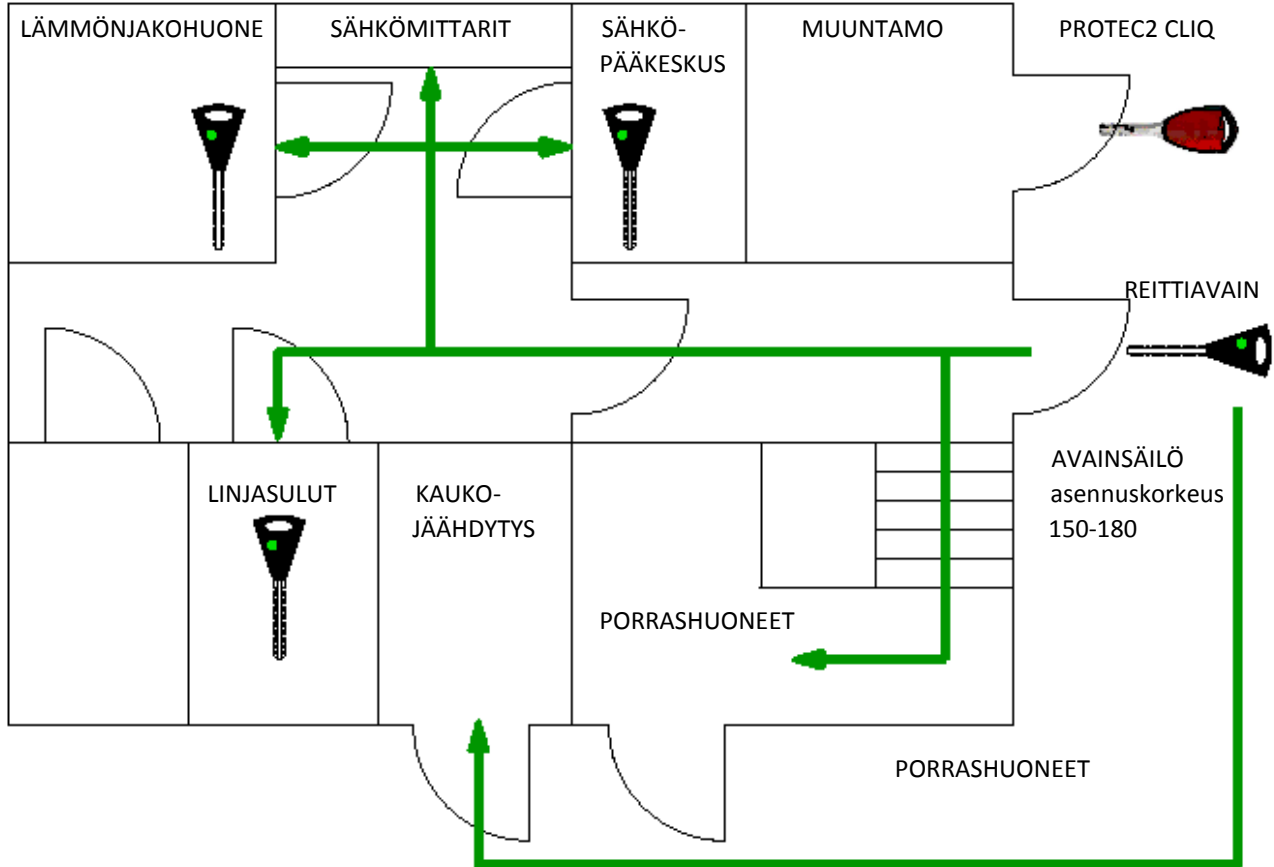 LÄMMÖNJAKOHUONE
SÄHKÖMITTARIT
SÄHKÖ-
PÄÄKESKUS
MUUNTAMO
PROTEC2 CLIQ
REITTIAVAIN
AVAINSÄILÖ
asennuskorkeus
150-180
LINJASULUT
KAUKO-
JÄÄHDYTYS
PORRASHUONEET
PORRASHUONEET